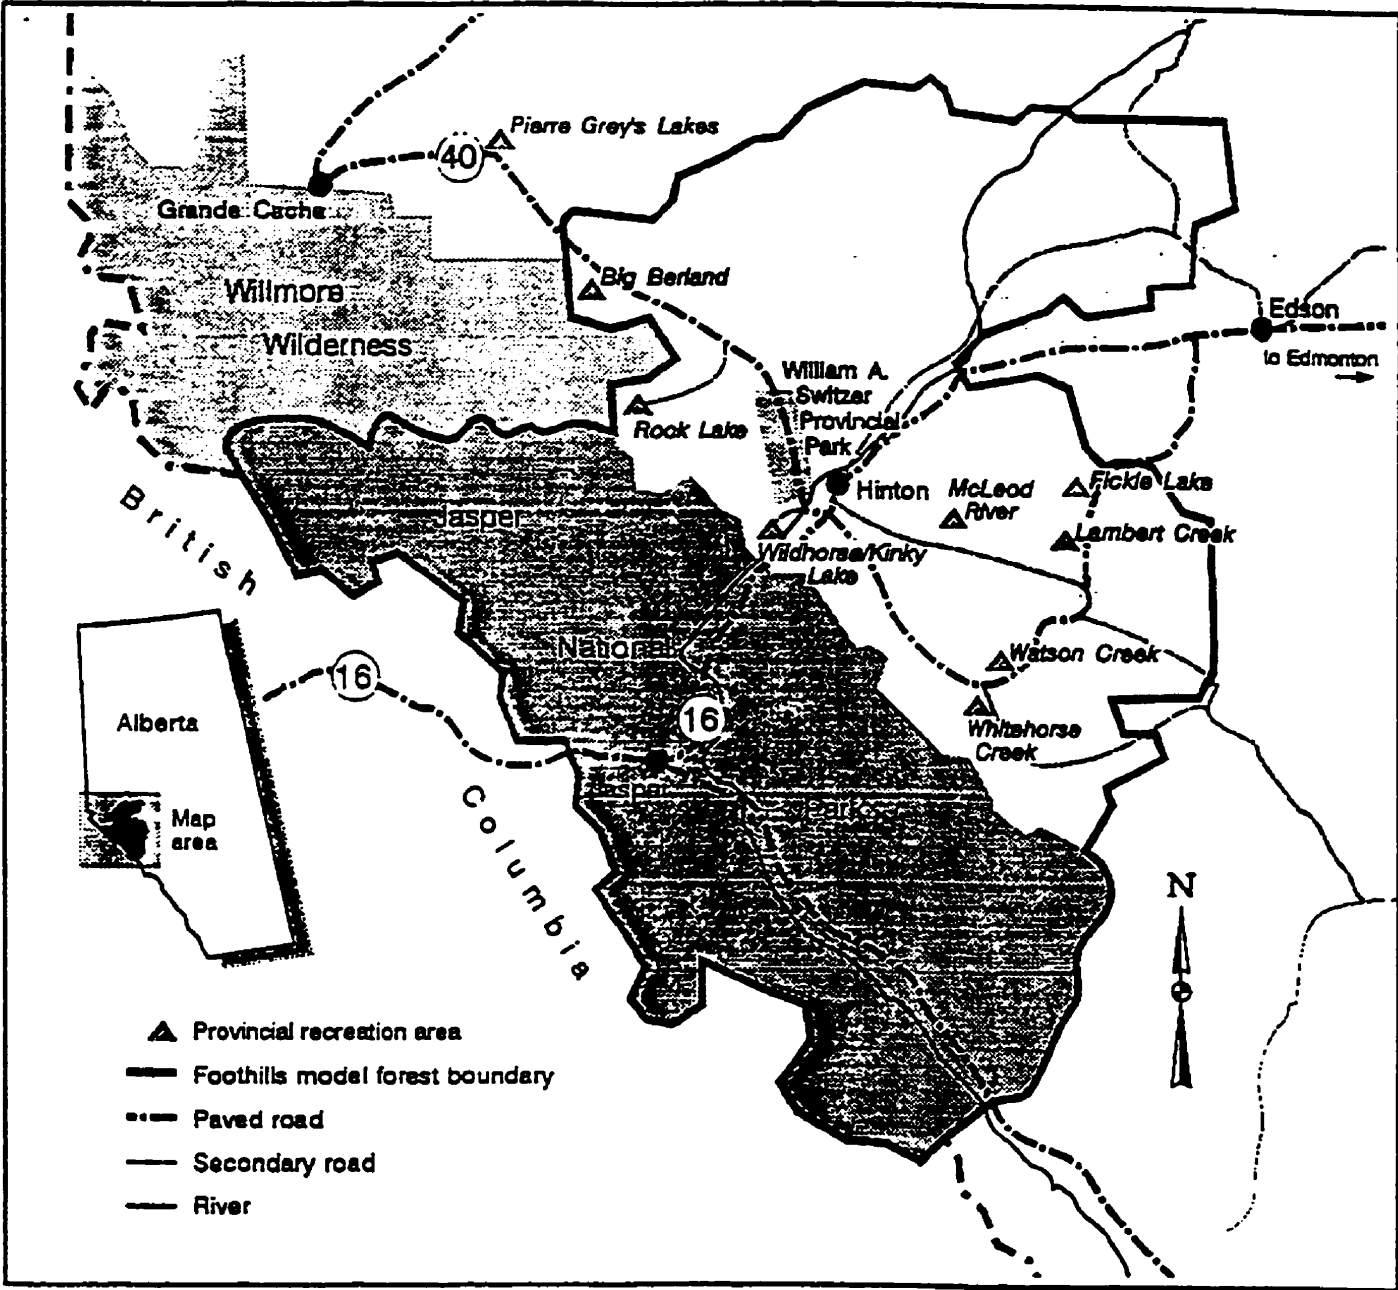 Pierre Grey's Lakes
40
Grande Cache
Big Berland
Willmore
Wilderness
Edson
to Edmonton
William A.
Switzer
Provincial
Park
Rock Lake
Hinton
McLeod
River
Fickle Lake
Lambert Creek
Jasper
British
Wildhorse/Kinky
Lake
National
Watson Creek
16
16
Alberta
Whitehorse
Creek
Jasper
Park
Columbia
Map
area
N
Provincial recreation area
Foothills model forest boundary
Paved road
Secondary road
River